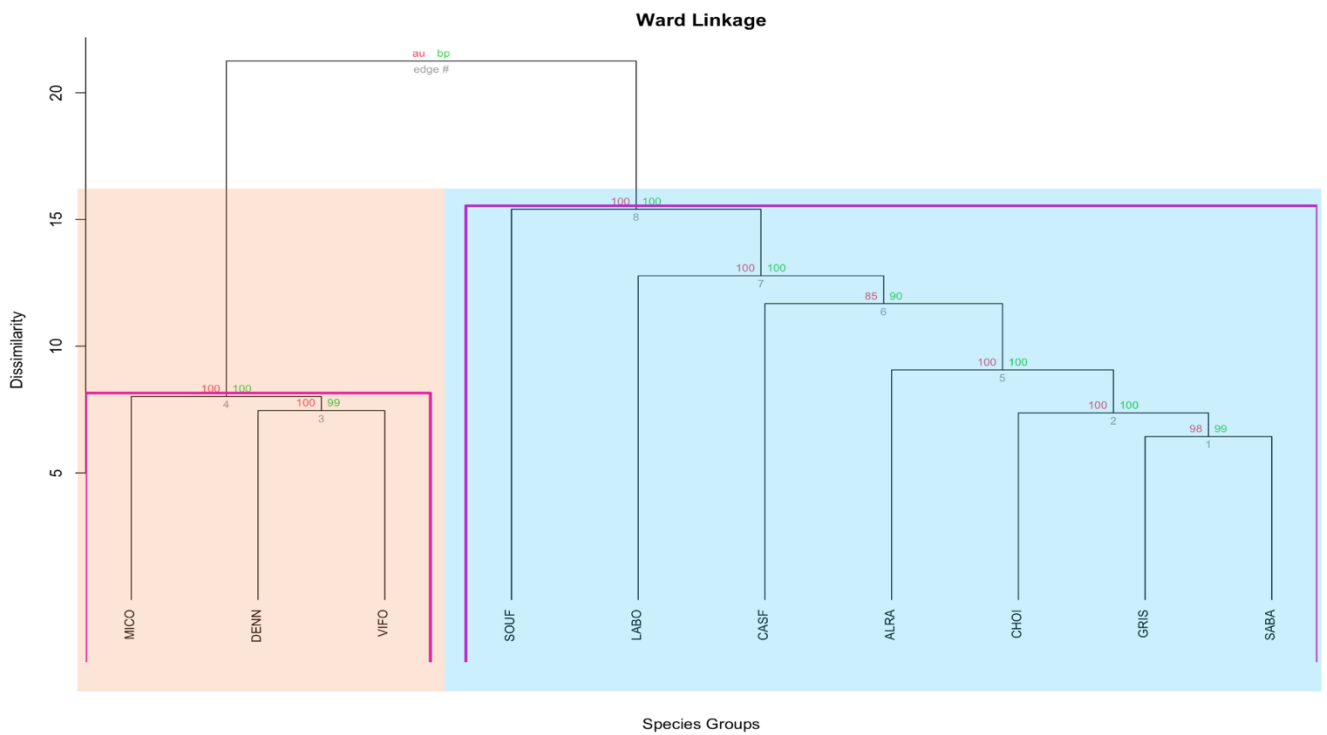 Ward Linkage
au bp
edge #
20
15
10
5
Dissimilarity
100 100
8
100 100
7
85 90
6
100 100
5
100 100
4
100 99
3
100 100
2
98 99
1
MICO
DENN
VIFO
SOUF
LABO
CASF
ALRA
CHOI
GRIS
SABA
Species Groups